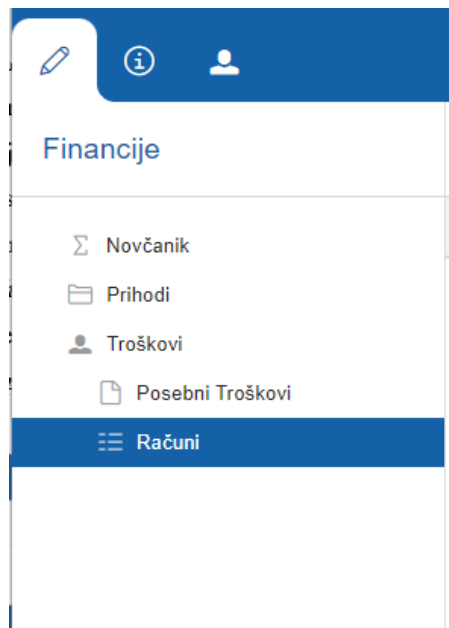 Financije
Novčanik
Prihodi
Troškovi
Posebni Troškovi
Računi